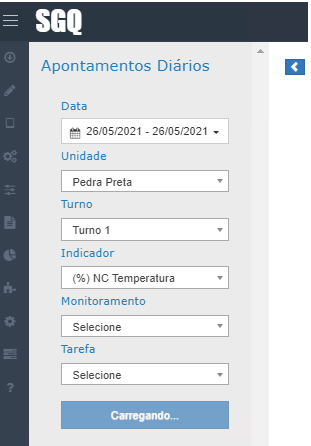 SGQ
Apontamentos Diários
Data
26/05/2021 - 26/05/2021
Unidade
Pedra Preta
Turno
Turno 1
Indicador
(%) NC Temperatura
Monitoramento
Selecione
Tarefa
Selecione
Carregando...
?